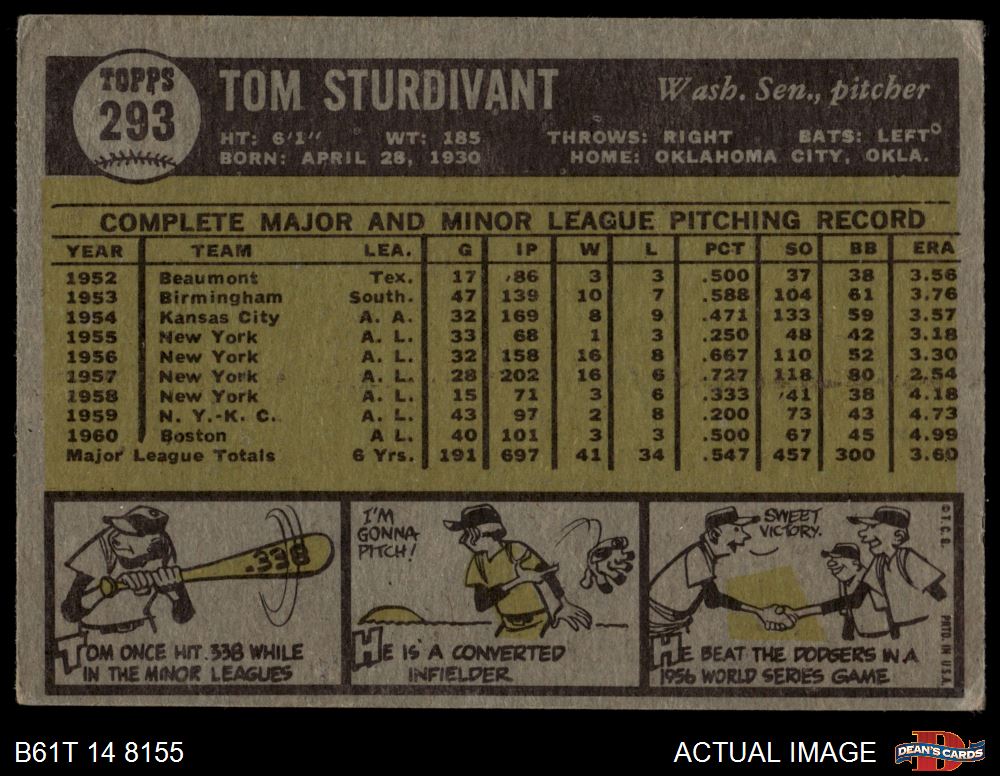 TOPPS
293
TOM STURDIVANT
Wash. Sen., pitcher
HT: 6'1" WT: 185 THROWS: RIGHT BATS: LEFT
BORN: APRIL 28, 1930 HOME: OKLAHOMA CITY, OKLA.
COMPLETE MAJOR AND MINOR LEAGUE PITCHING RECORD
YEAR TEAM LEA. G IP W L PCT SO BB ERA
1952 Beaumont Tex. 17 86 3 3 .500 37 38 3.56
1953 Birmingham South. 47 139 10 7 .588 104 61 3.76
1954 Kansas City A. A. 32 169 8 9 .471 133 59 3.57
1955 New York A. L. 33 68 1 3 .250 48 42 3.18
1956 New York A. L. 32 158 16 8 .667 110 52 3.30
1957 New York A. L. 28 202 16 6 .727 118 80 2.54
1958 New York A. L. 15 71 3 6 .333 41 38 4.18
1959 N. Y.-K. C. A. L. 43 97 2 8 .200 73 43 4.73
1960 Boston A L. 40 101 3 3 .500 67 45 4.99
Major League Totals 6 Yrs. 191 697 41 34 .547 457 300 3.60
.338
TOM ONCE HIT .338 WHILE
IN THE MINOR LEAGUES
I'M
GONNA
PITCH!
HE IS A CONVERTED
INFIELDER
SWEET
VICTORY.
HE BEAT THE DODGERS IN A
1956 WORLD SERIES GAME
© T.C.G.
PRTD IN U.S.A.
B61T 14 8155
ACTUAL IMAGE
D
DEAN'S CARDS